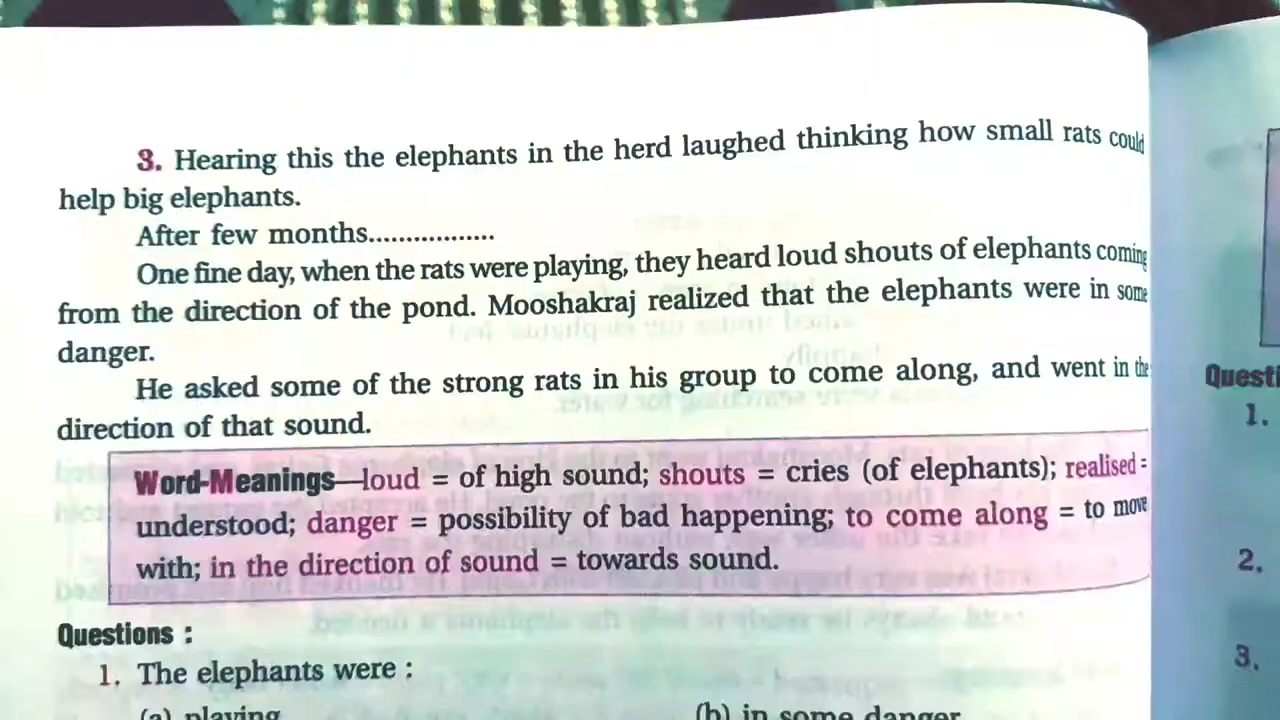 3. Hearing this the elephants in the herd laughed thinking how small rats could
help big elephants.
After few months.................
One fine day, when the rats were playing, they heard loud shouts of elephants coming
from the direction of the pond. Mooshakraj realized that the elephants were in some
danger.
He asked some of the strong rats in his group to come along, and went in the
direction of that sound.
Word-Meanings—loud = of high sound; shouts = cries (of elephants); realised =
understood; danger = possibility of bad happening; to come along = to move
with; in the direction of sound = towards sound.
Questions :
1. The elephants were :
(a) playing
(b) in some danger
1.
2.
3.